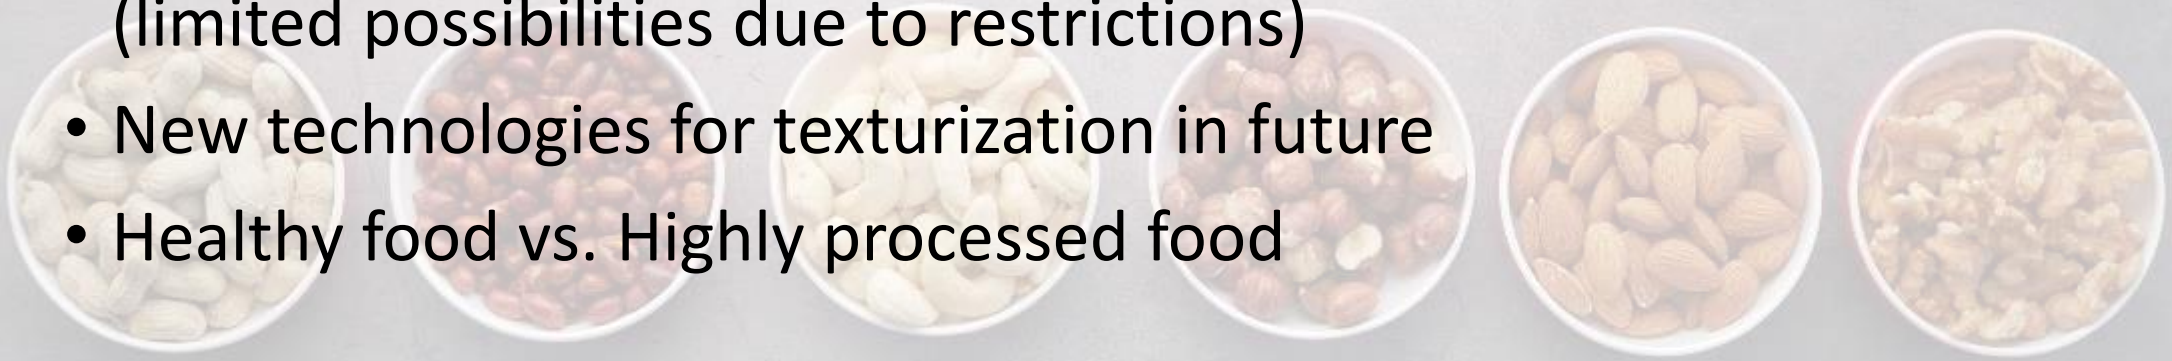 (limited possibilities due to restrictions)
• New technologies for texturization in future
• Healthy food vs. Highly processed food